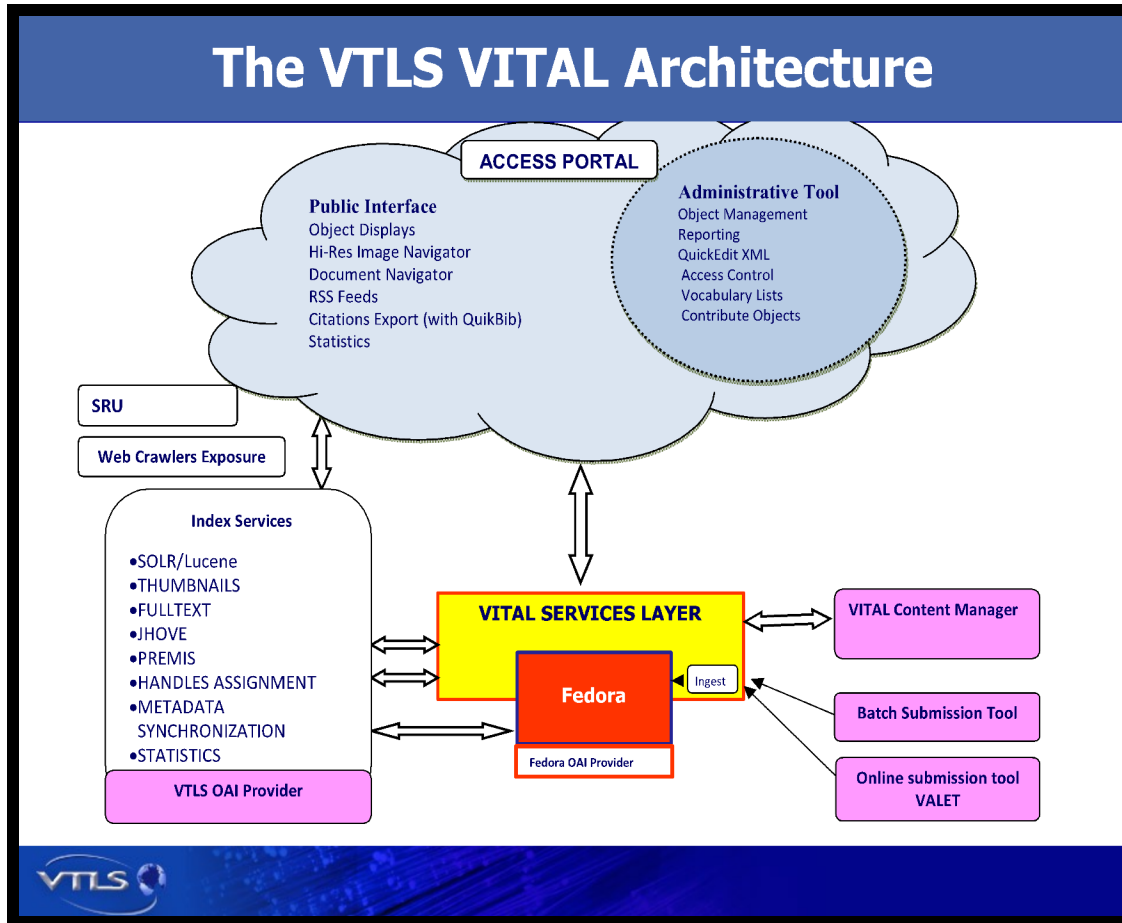 The VTLS VITAL Architecture
ACCESS PORTAL
Public Interface
Object Displays
Hi-Res Image Navigator
Document Navigator
RSS Feeds
Citations Export (with QuikBib)
Statistics
Administrative Tool
Object Management
Reporting
QuickEdit XML
Access Control
Vocabulary Lists
Contribute Objects
SRU
Web Crawlers Exposure
Index Services
•SOLR/Lucene
•THUMBNAILS
•FULLTEXT
•JHOVE
•PREMIS
•HANDLES ASSIGNMENT
•METADATA
SYNCHRONIZATION
•STATISTICS
VTLS OAI Provider
VITAL SERVICES LAYER
Fedora
Ingest
Fedora OAI Provider
VITAL Content Manager
Batch Submission Tool
Online submission tool
VALET
VTLS